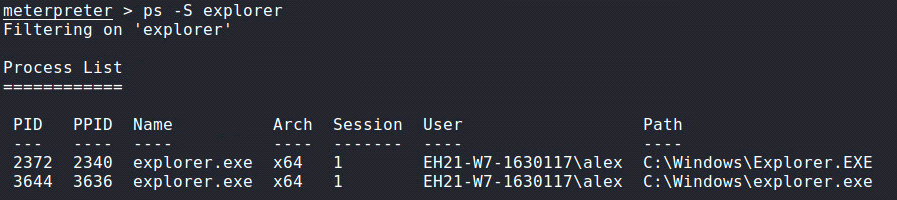 meterpreter > ps -S explorer
Filtering on 'explorer'
Process List
============
PID PPID Name Arch Session User Path
--- ---- ---- ---- ------- ---- ----
2372 2340 explorer.exe x64 1 EH21-W7-1630117\alex C:\Windows\Explorer.EXE
3644 3636 explorer.exe x64 1 EH21-W7-1630117\alex C:\Windows\explorer.exe